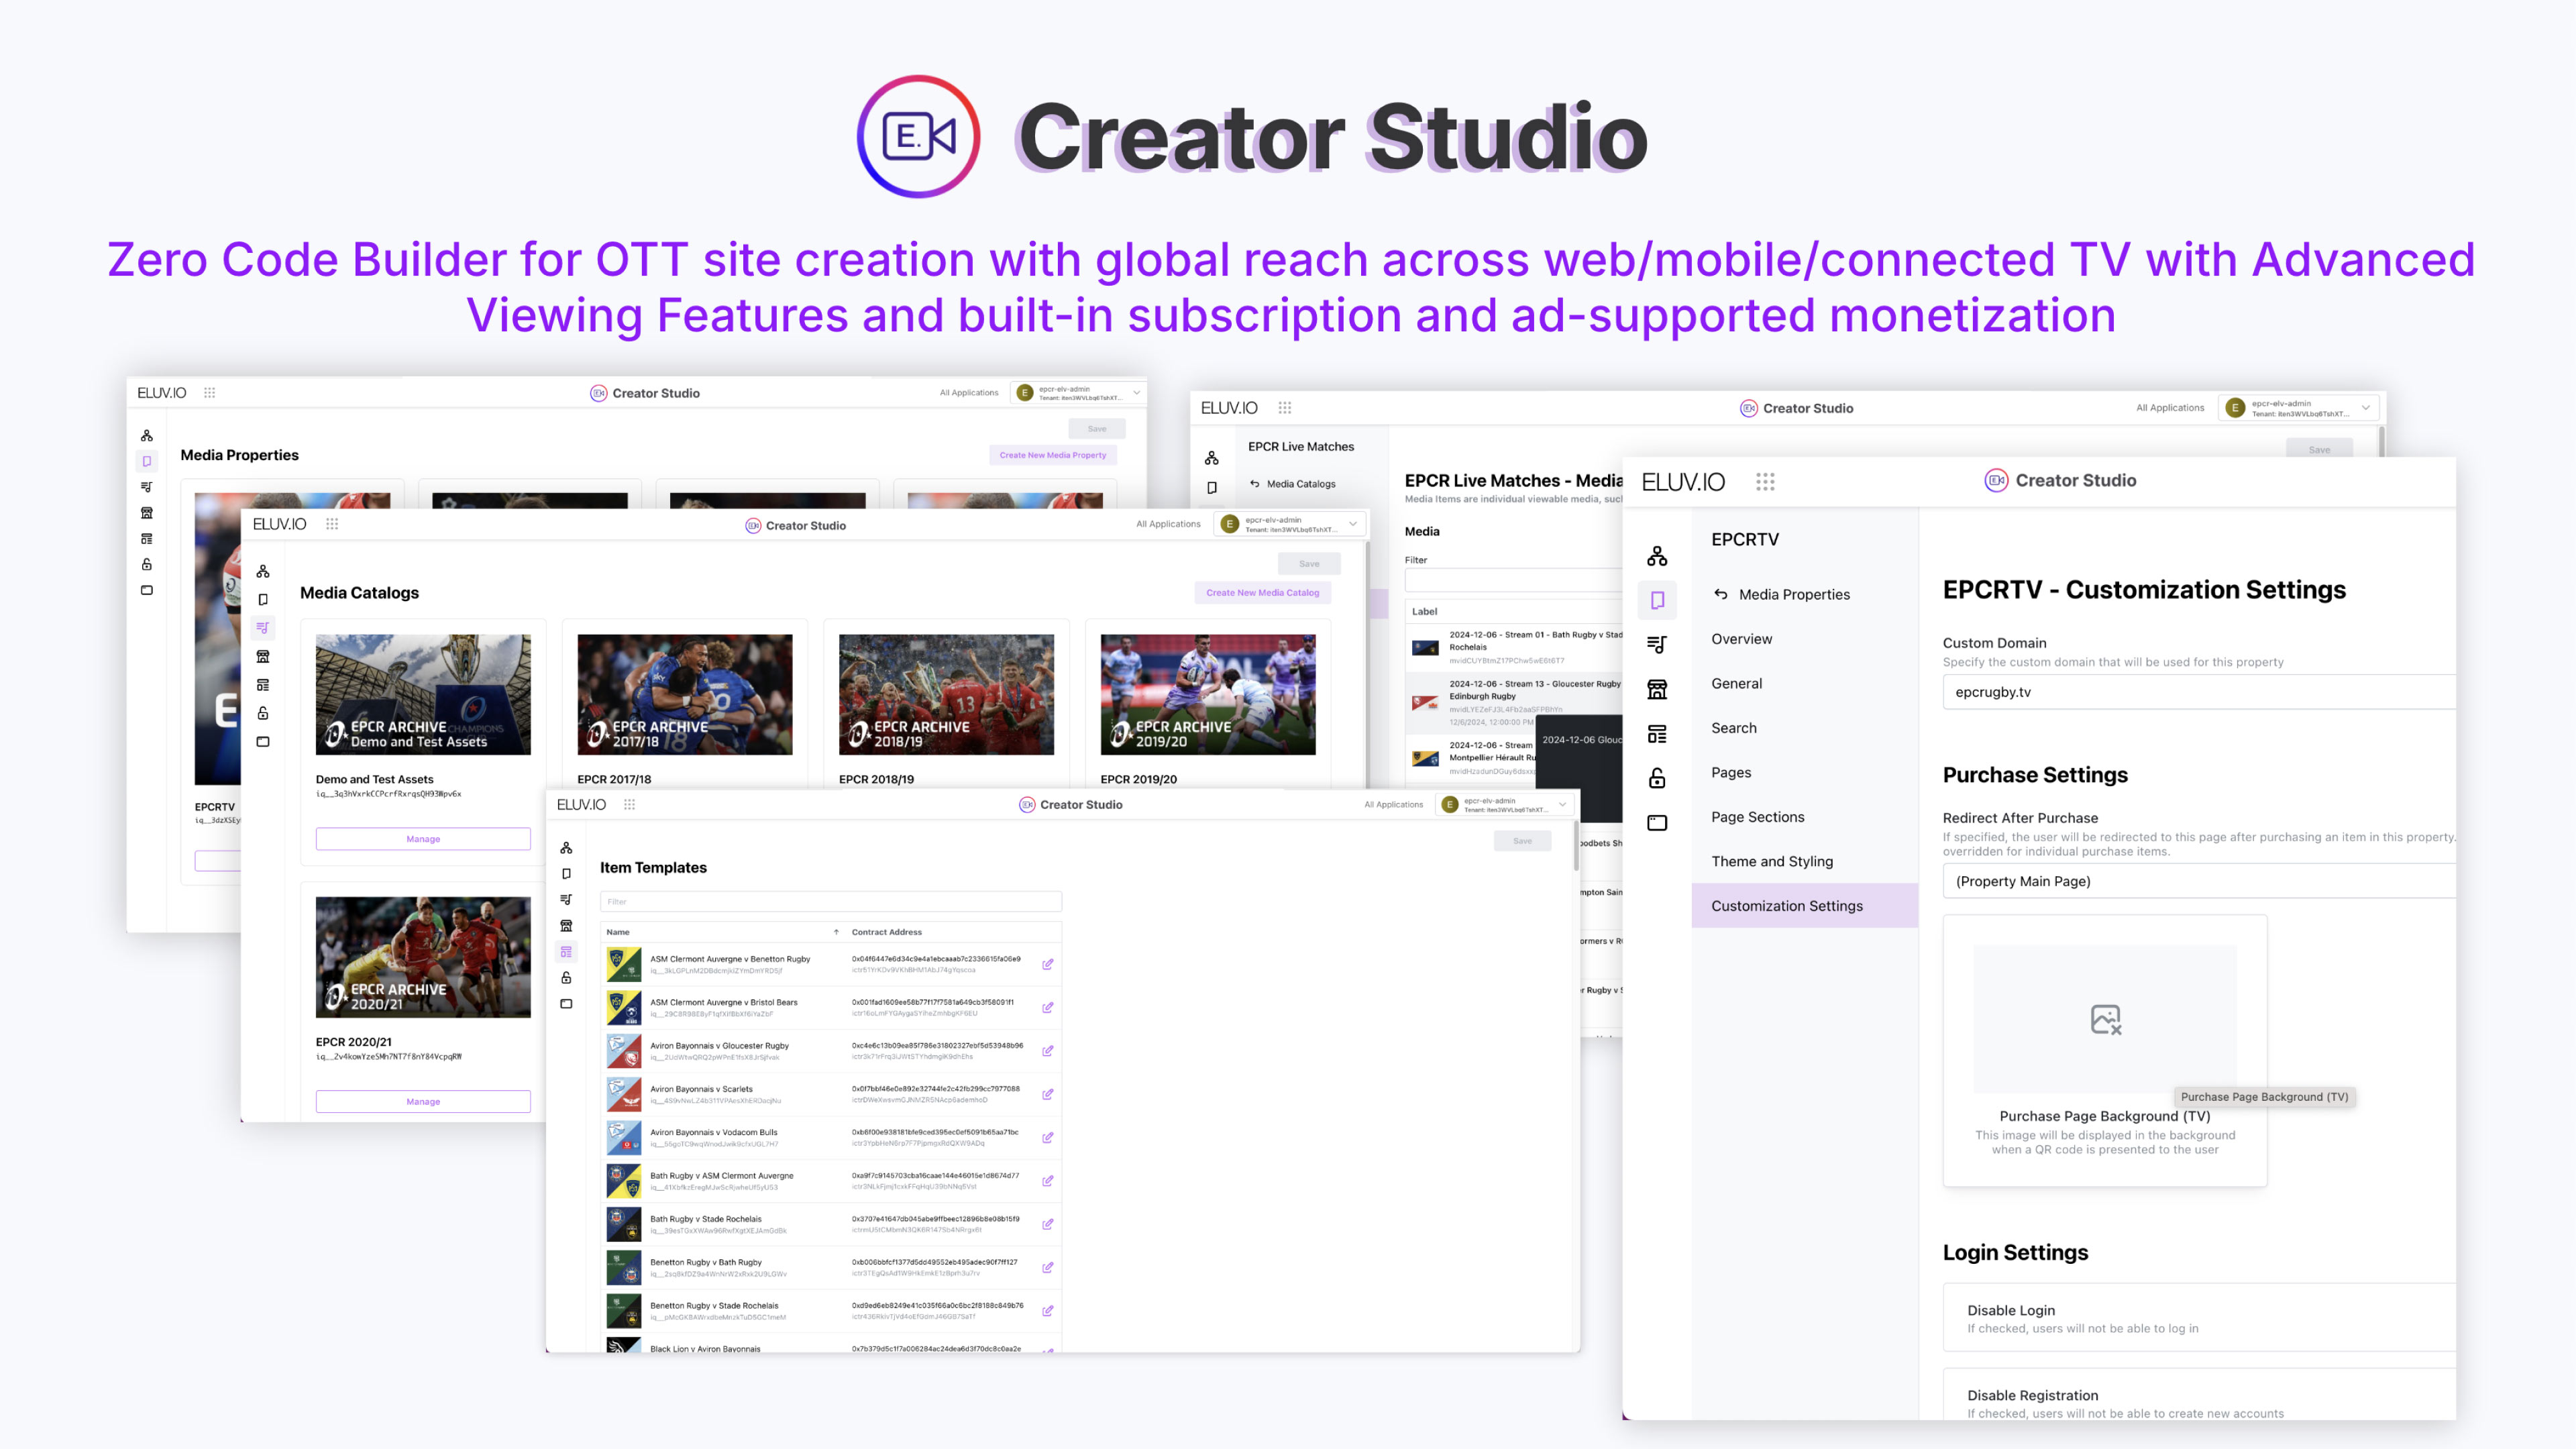 E.
Creator Studio
Zero Code Builder for OTT site creation with global reach across web/mobile/connected TV with Advanced
Viewing Features and built-in subscription and ad-supported monetization
ELUV.IO
Creator Studio
All Applications
E
epcr-elv-admin
Save
Media Properties
Create New Media Property
EPCRTV
ELUV.IO
Creator Studio
All Applications
E
epcr-elv-admin
Save
Media Catalogs
Create New Media Catalog
EPCR ARCHIVE
Demo and Test Assets
EPCR ARCHIVE
2017/18
EPCR ARCHIVE
2018/19
EPCR ARCHIVE
2019/20
Demo and Test Assets
Manage
EPCR 2017/18
EPCR 2018/19
EPCR 2019/20
EPCR ARCHIVE
2020/21
EPCR 2020/21
Manage
ELUV.IO
Creator Studio
All Applications
E
epcr-elv-admin
Save
Item Templates
Filter
Name
Contract Address
ASM Clermont Auvergne v Benetton Rugby
ASM Clermont Auvergne v Bristol Bears
Aviron Bayonnais v Gloucester Rugby
Aviron Bayonnais v Scarlets
Aviron Bayonnais v Vodacom Bulls
Bath Rugby v ASM Clermont Auvergne
Bath Rugby v Stade Rochelais
Benetton Rugby v Bath Rugby
Benetton Rugby v Stade Rochelais
Black Lion v Aviron Bayonnais
ELUV.IO
Creator Studio
All Applications
E
epcr-elv-admin
Save
EPCR Live Matches
Media Catalogs
EPCR Live Matches - Media
Media Items are individual viewable media, suc
Media
Filter
Label
2024-12-06 - Stream 01 - Bath Rugby v Stad
Rochelais
2024-12-06 - Stream 13 - Gloucester Rugby
Edinburgh Rugby
12/6/2024, 12:00:00 PM
2024-12-06 - Stream
Montpellier Hérault Ru
2024-12-06 Glouc
ELUV.IO
Creator Studio
EPCRTV
Media Properties
Overview
General
Search
Pages
Page Sections
Theme and Styling
Customization Settings
EPCRTV - Customization Settings
Custom Domain
Specify the custom domain that will be used for this property
epcrugby.tv
Purchase Settings
Redirect After Purchase
If specified, the user will be redirected to this page after purchasing an item in this property.
overridden for individual purchase items.
(Property Main Page)
Purchase Page Background (TV)
Purchase Page Background (TV)
This image will be displayed in the background
when a QR code is presented to the user
Login Settings
Disable Login
If checked, users will not be able to log in
Disable Registration
If checked, users will not be able to create new accounts